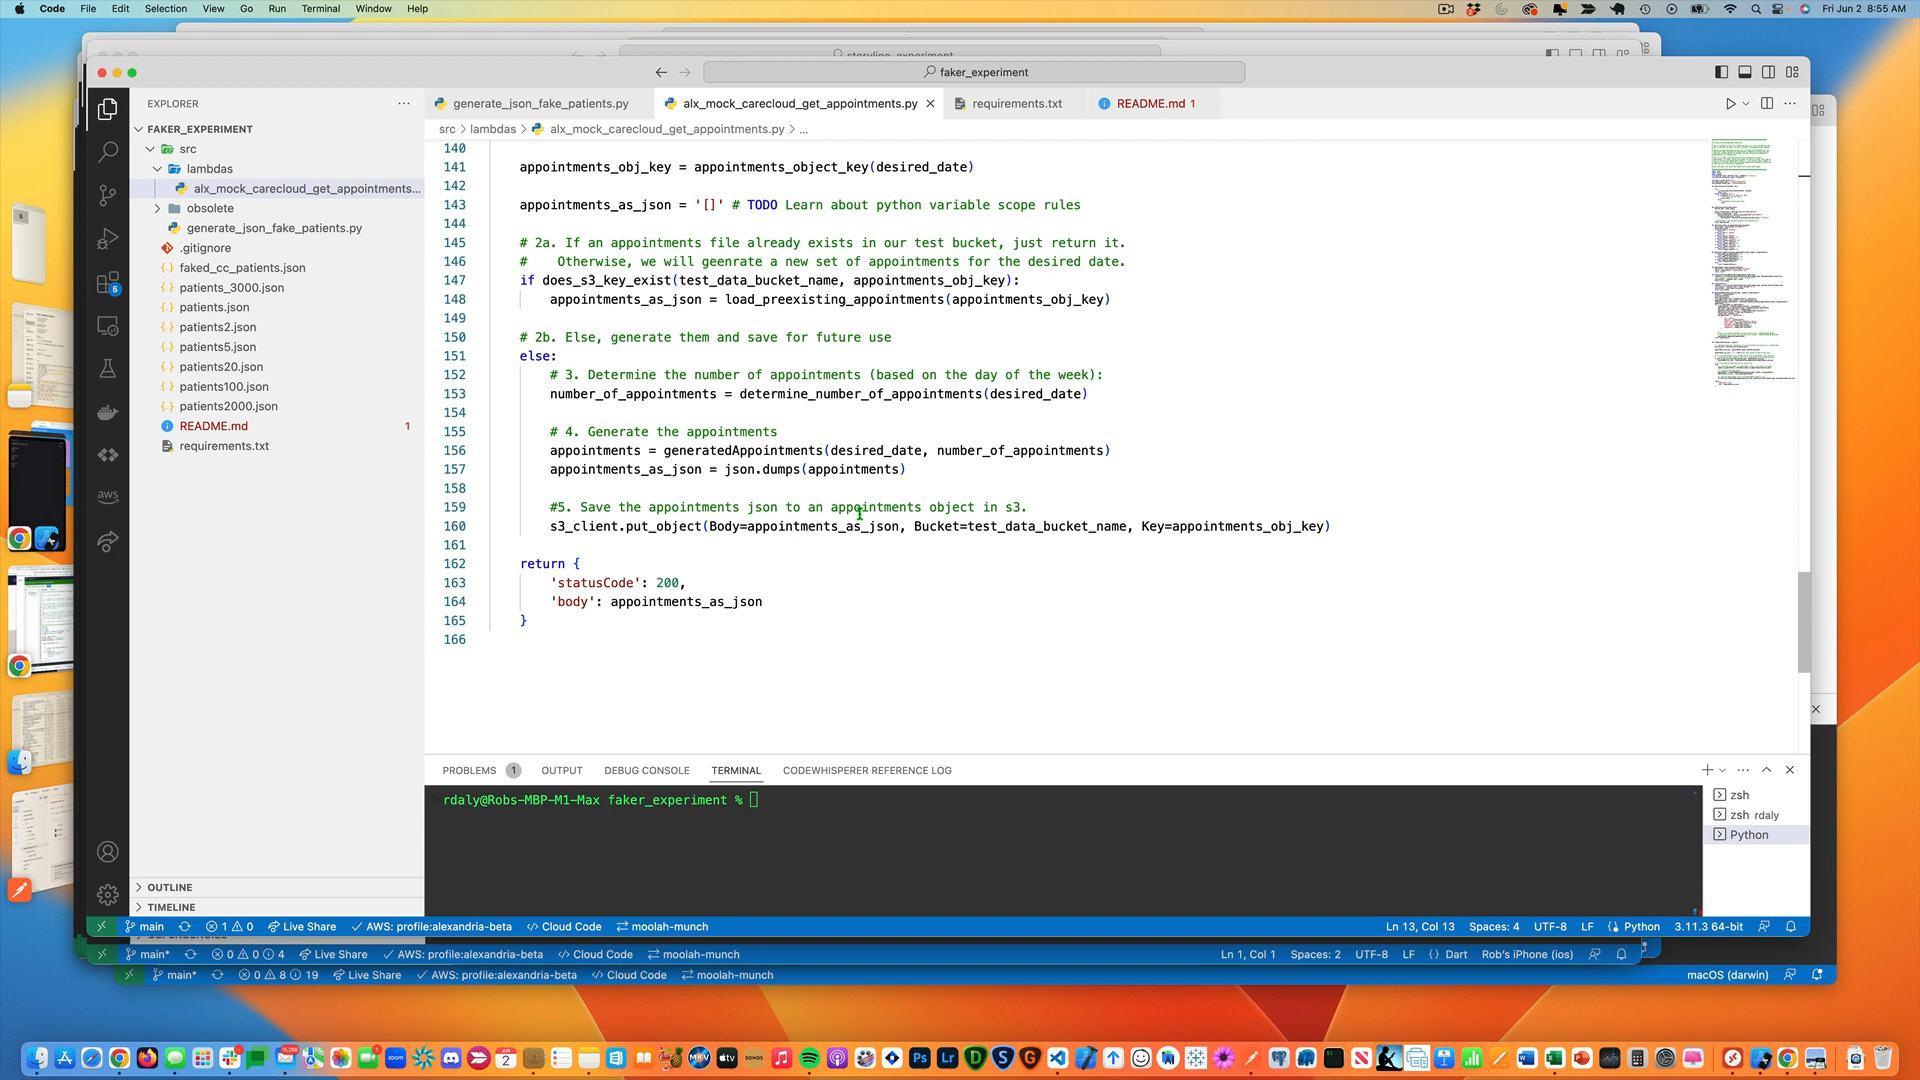 Code File Edit Selection View Go Run Terminal Window Help
Fri Jun 2 8:55 AM
storyline_experiment
faker_experiment
EXPLORER
generate_json_fake_patients.py
alx_mock_carecloud_get_appointments.py
requirements.txt
README.md 1
src > lambdas > alx_mock_carecloud_get_appointments.py > ...
FAKER_EXPERIMENT
src
lambdas
alx_mock_carecloud_get_appointments...
obsolete
generate_json_fake_patients.py
.gitignore
faked_cc_patients.json
patients_3000.json
patients.json
patients2.json
patients5.json
patients20.json
patients100.json
patients2000.json
README.md 1
requirements.txt
OUTLINE
TIMELINE
5
140
141 appointments_obj_key = appointments_object_key(desired_date)
142
143 appointments_as_json = '[]' # TODO Learn about python variable scope rules
144
145 # 2a. If an appointments file already exists in our test bucket, just return it.
146 #    Otherwise, we will geenrate a new set of appointments for the desired date.
147 if does_s3_key_exist(test_data_bucket_name, appointments_obj_key):
148 appointments_as_json = load_preexisting_appointments(appointments_obj_key)
149
150 # 2b. Else, generate them and save for future use
151 else:
152 # 3. Determine the number of appointments (based on the day of the week):
153 number_of_appointments = determine_number_of_appointments(desired_date)
154
155 # 4. Generate the appointments
156 appointments = generatedAppointments(desired_date, number_of_appointments)
157 appointments_as_json = json.dumps(appointments)
158
159 #5. Save the appointments json to an appointments object in s3.
160 s3_client.put_object(Body=appointments_as_json, Bucket=test_data_bucket_name, Key=appointments_obj_key)
161
162 return {
163 'statusCode': 200,
164 'body': appointments_as_json
165 }
166
PROBLEMS 1 OUTPUT DEBUG CONSOLE TERMINAL CODEWHISPERER REFERENCE LOG
rdaly@Robs-MBP-M1-Max faker_experiment %
zsh
zsh rdaly
Python
aws
main 1 0 Live Share AWS: profile:alexandria-beta Cloud Code moolah-munch Ln 13, Col 13 Spaces: 4 UTF-8 LF Python 3.11.3 64-bit
main* 0 0 4 Live Share AWS: profile:alexandria-beta Cloud Code moolah-munch Ln 1, Col 1 Spaces: 2 UTF-8 LF Dart Rob's iPhone (ios)
main* 0 8 19 Live Share AWS: profile:alexandria-beta Cloud Code moolah-munch macOS (darwin)